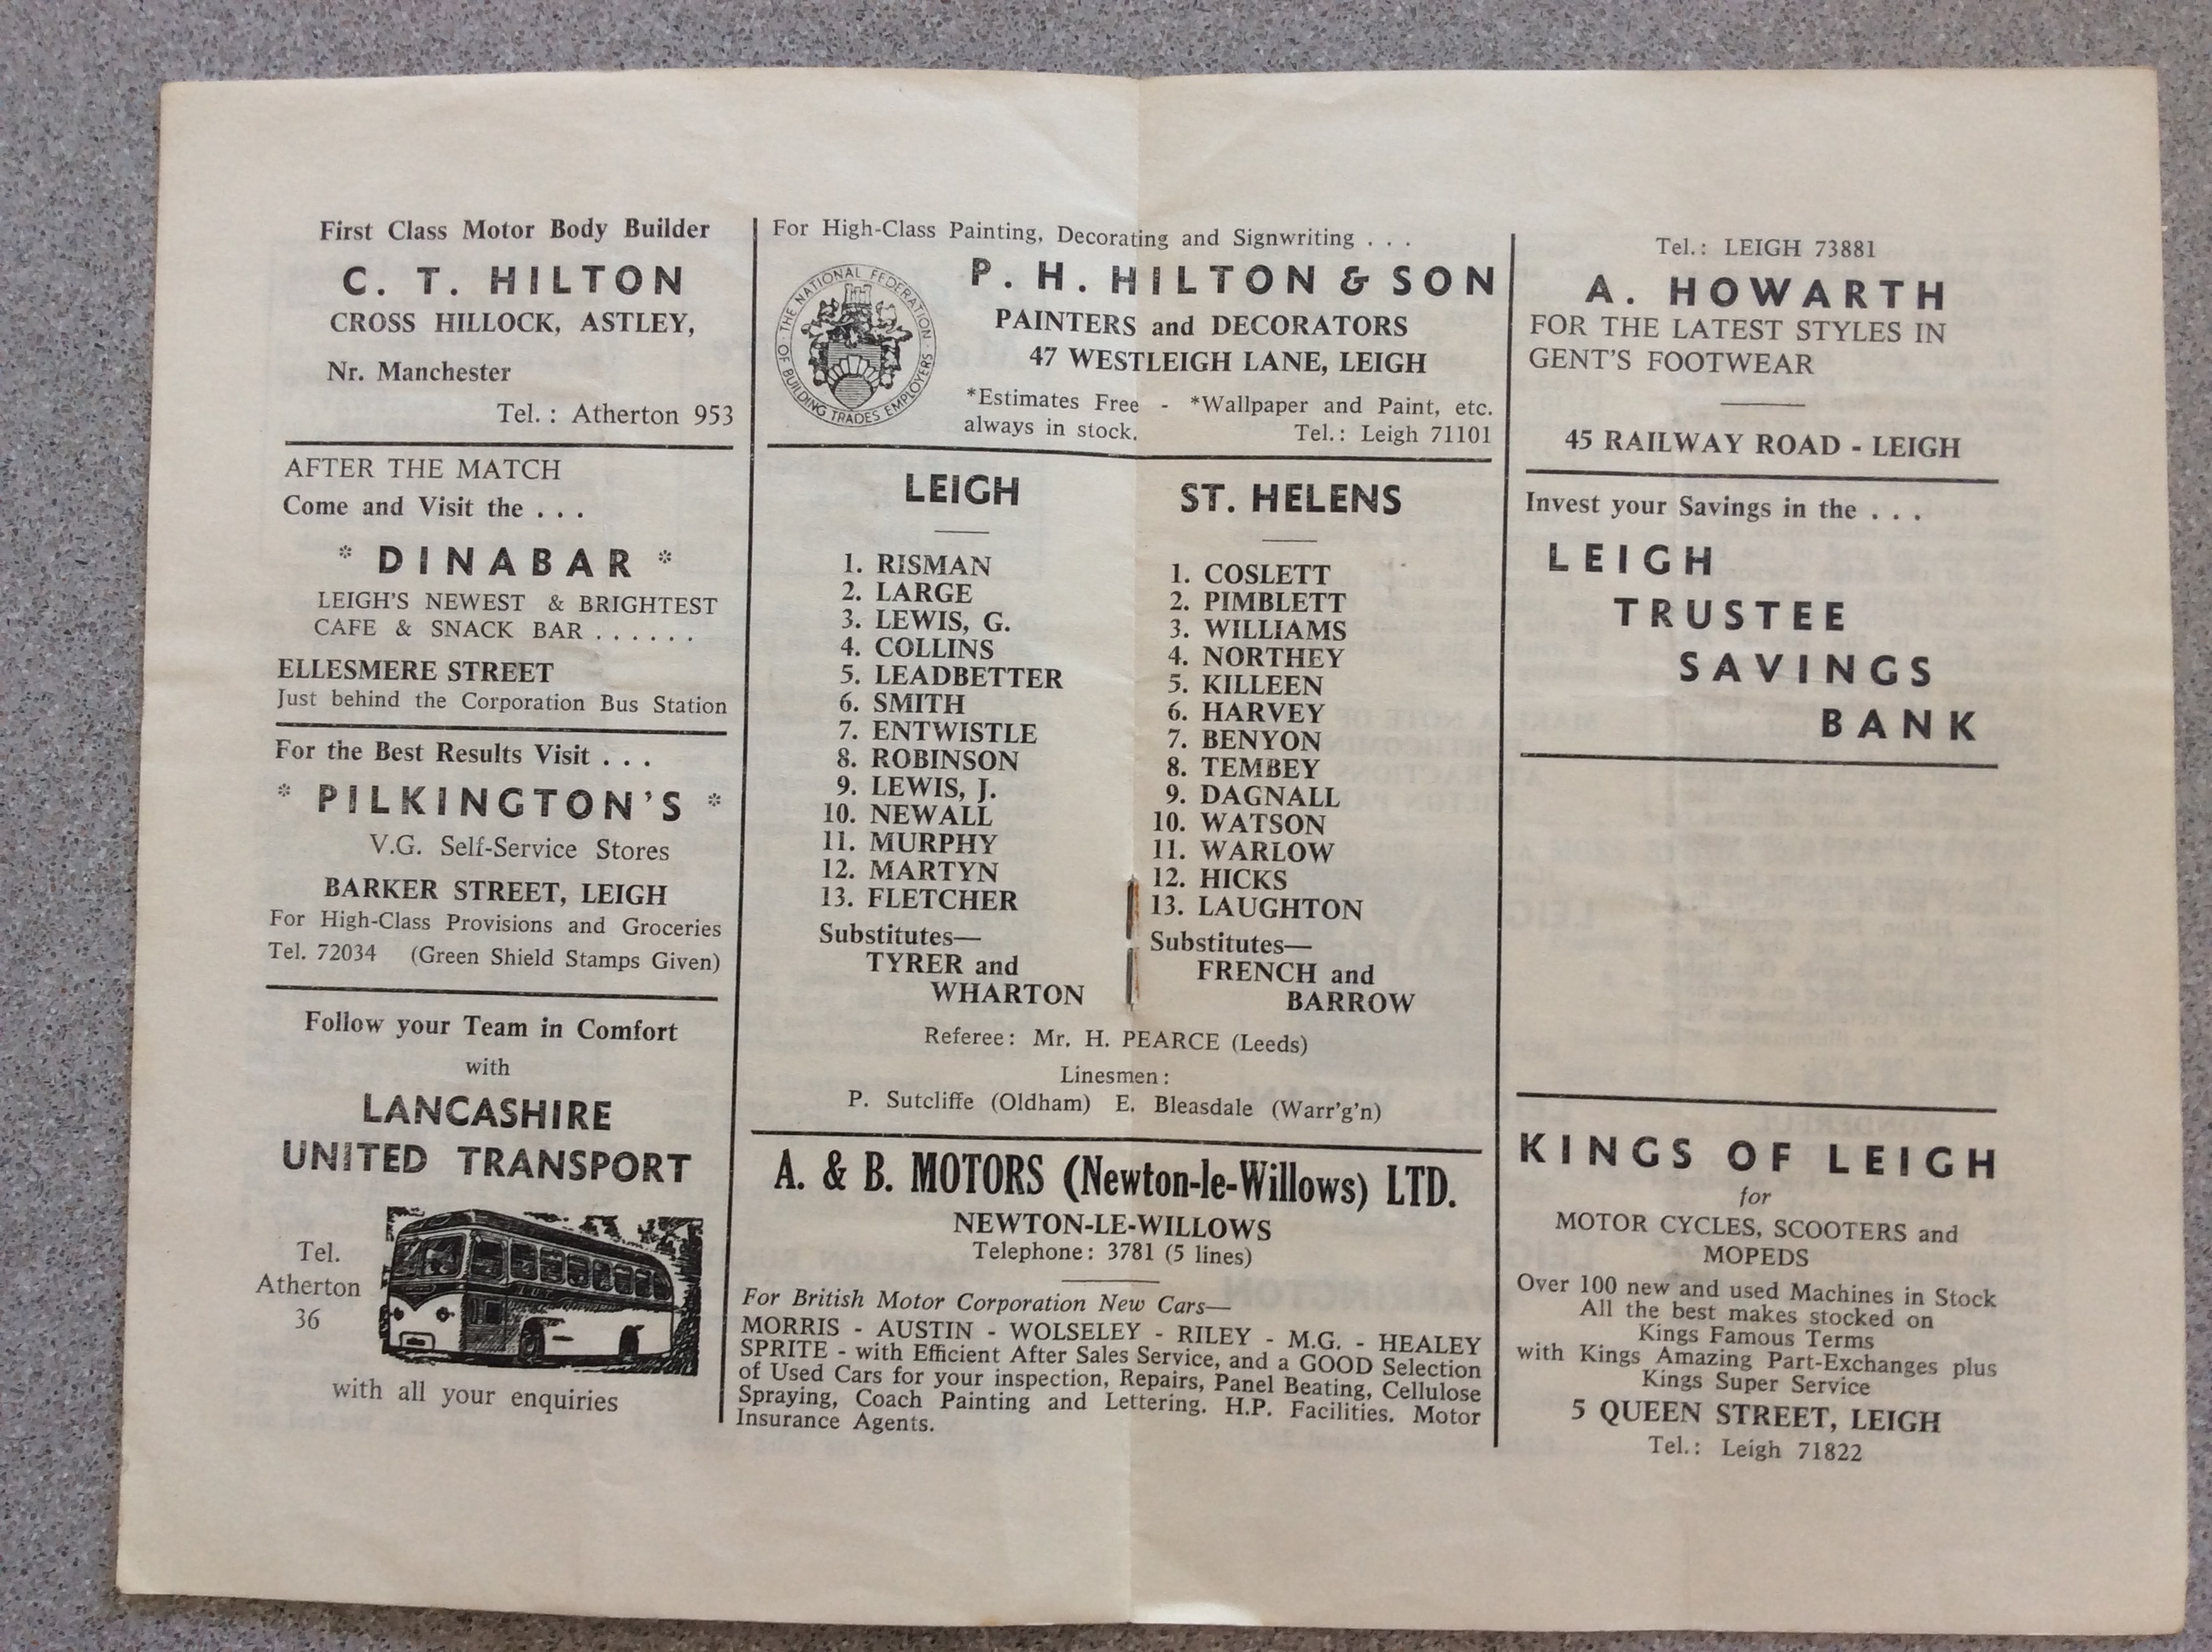 First Class Motor Body Builder
C. T. HILTON
CROSS HILLOCK, ASTLEY,
Nr. Manchester
Tel. : Atherton 953
AFTER THE MATCH
Come and Visit the . . .
* DINABAR *
LEIGH'S NEWEST & BRIGHTEST
CAFE & SNACK BAR . . . . . .
ELLESMERE STREET
Just behind the Corporation Bus Station
For the Best Results Visit . . .
* PILKINGTON'S *
V.G. Self-Service Stores
BARKER STREET, LEIGH
For High-Class Provisions and Groceries
Tel. 72034 (Green Shield Stamps Given)
Follow your Team in Comfort
with
LANCASHIRE
UNITED TRANSPORT
Tel.
Atherton
36
with all your enquiries
For High-Class Painting, Decorating and Signwriting . . .
THE NATIONAL FEDERATION OF BUILDING TRADES EMPLOYERS
P. H. HILTON & SON
PAINTERS and DECORATORS
47 WESTLEIGH LANE, LEIGH
*Estimates Free - *Wallpaper and Paint, etc.
always in stock. Tel.: Leigh 71101
LEIGH
1. RISMAN
2. LARGE
3. LEWIS, G.
4. COLLINS
5. LEADBETTER
6. SMITH
7. ENTWISTLE
8. ROBINSON
9. LEWIS, J.
10. NEWALL
11. MURPHY
12. MARTYN
13. FLETCHER
Substitutes—
TYRER and
WHARTON
ST. HELENS
1. COSLETT
2. PIMBLETT
3. WILLIAMS
4. NORTHEY
5. KILLEEN
6. HARVEY
7. BENYON
8. TEMBEY
9. DAGNALL
10. WATSON
11. WARLOW
12. HICKS
13. LAUGHTON
Substitutes—
FRENCH and
BARROW
Referee: Mr. H. PEARCE (Leeds)
Linesmen:
P. Sutcliffe (Oldham) E. Bleasdale (Warr'g'n)
A. & B. MOTORS (Newton-le-Willows) LTD.
NEWTON-LE-WILLOWS
Telephone: 3781 (5 lines)
For British Motor Corporation New Cars—
MORRIS - AUSTIN - WOLSELEY - RILEY - M.G. - HEALEY
SPRITE - with Efficient After Sales Service, and a GOOD Selection
of Used Cars for your inspection, Repairs, Panel Beating, Cellulose
Spraying, Coach Painting and Lettering. H.P. Facilities. Motor
Insurance Agents.
Tel.: LEIGH 73881
A. HOWARTH
FOR THE LATEST STYLES IN
GENT'S FOOTWEAR
45 RAILWAY ROAD - LEIGH
Invest your Savings in the . . .
LEIGH
TRUSTEE
SAVINGS
BANK
KINGS OF LEIGH
for
MOTOR CYCLES, SCOOTERS and
MOPEDS
Over 100 new and used Machines in Stock
All the best makes stocked on
Kings Famous Terms
with Kings Amazing Part-Exchanges plus
Kings Super Service
5 QUEEN STREET, LEIGH
Tel.: Leigh 71822